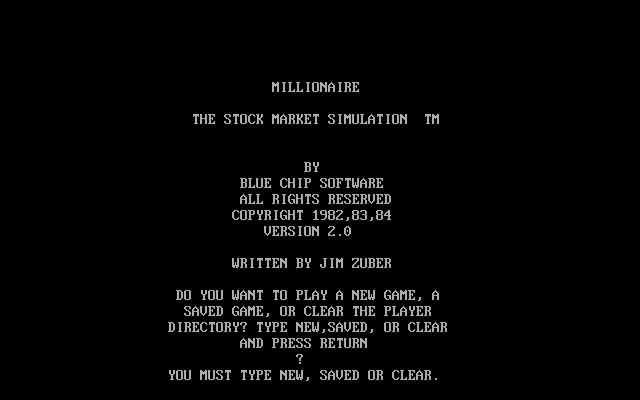 MILLIONAIRE
THE STOCK MARKET SIMULATION  TM
BY
BLUE CHIP SOFTWARE
ALL RIGHTS RESERVED
COPYRIGHT 1982,83,84
VERSION 2.0
WRITTEN BY JIM ZUBER
DO YOU WANT TO PLAY A NEW GAME, A
SAVED GAME, OR CLEAR THE PLAYER
DIRECTORY? TYPE NEW,SAVED, OR CLEAR
AND PRESS RETURN
?
YOU MUST TYPE NEW, SAVED OR CLEAR.